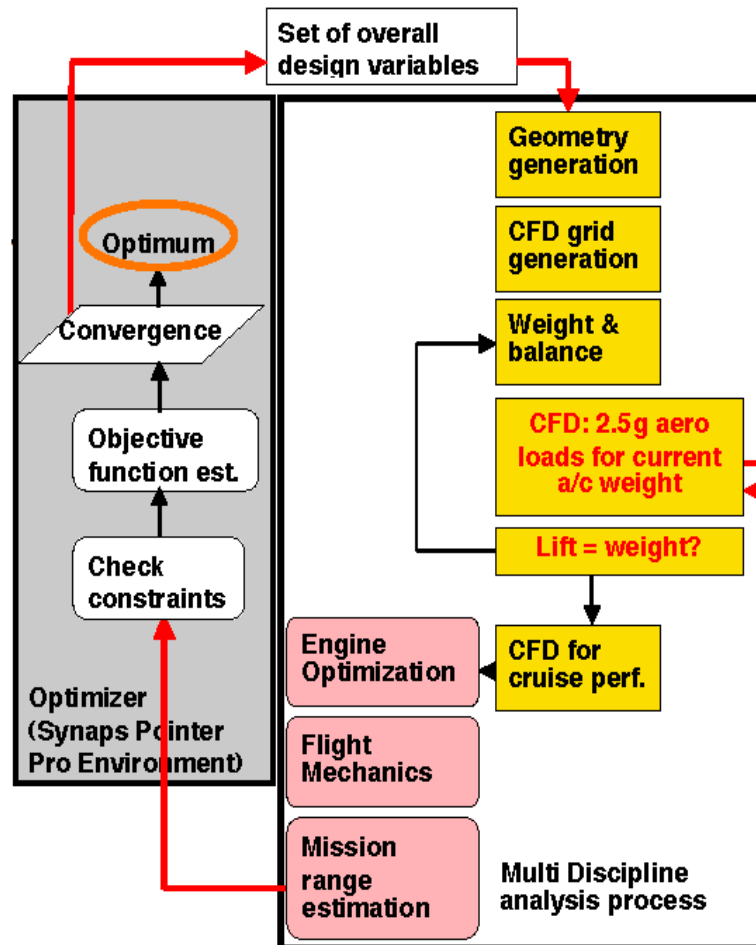 Set of overall
design variables
Geometry
generation
CFD grid
generation
Weight &
balance
CFD: 2.5g aero
loads for current
a/c weight
Lift = weight?
CFD for
cruise perf.
Engine
Optimization
Flight
Mechanics
Mission
range
estimation
Multi Discipline
analysis process
Optimum
Convergence
Objective
function est.
Check
constraints
Optimizer
(Synaps Pointer
Pro Environment)